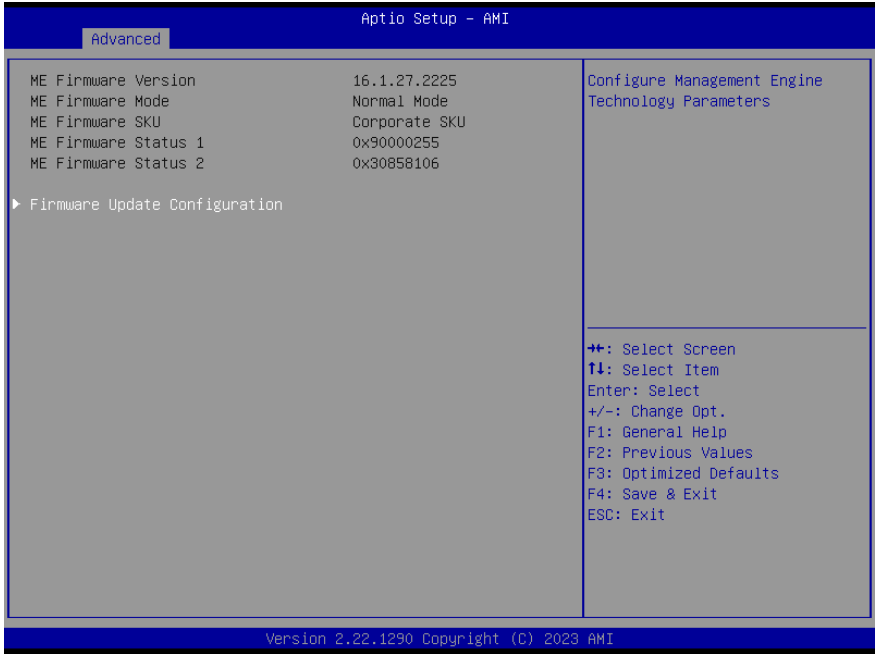 Aptio Setup – AMI
Advanced
ME Firmware Version 16.1.27.2225
ME Firmware Mode Normal Mode
ME Firmware SKU Corporate SKU
ME Firmware Status 1 0x90000255
ME Firmware Status 2 0x30858106
▶ Firmware Update Configuration
Configure Management Engine
Technology Parameters
→←: Select Screen
↑↓: Select Item
Enter: Select
+/-: Change Opt.
F1: General Help
F2: Previous Values
F3: Optimized Defaults
F4: Save & Exit
ESC: Exit
Version 2.22.1290 Copyright (C) 2023 AMI